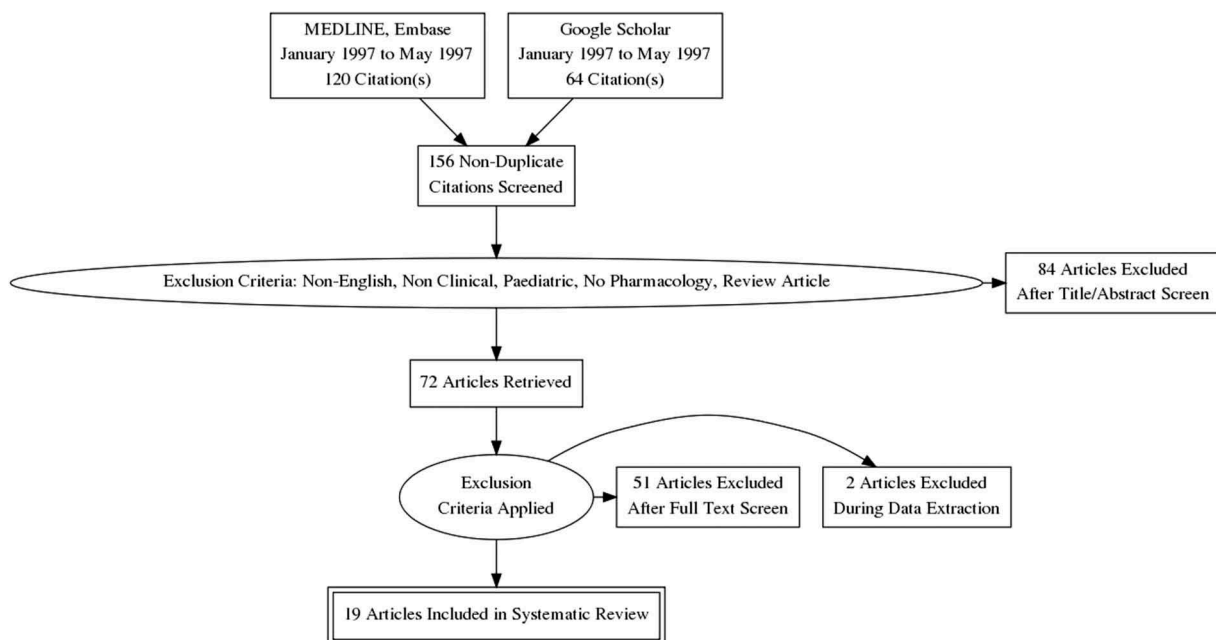 MEDLINE, Embase
January 1997 to May 1997
120 Citation(s)
Google Scholar
January 1997 to May 1997
64 Citation(s)
156 Non-Duplicate
Citations Screened
Exclusion Criteria: Non-English, Non Clinical, Paediatric, No Pharmacology, Review Article
84 Articles Excluded
After Title/Abstract Screen
72 Articles Retrieved
Exclusion
Criteria Applied
51 Articles Excluded
After Full Text Screen
2 Articles Excluded
During Data Extraction
19 Articles Included in Systematic Review